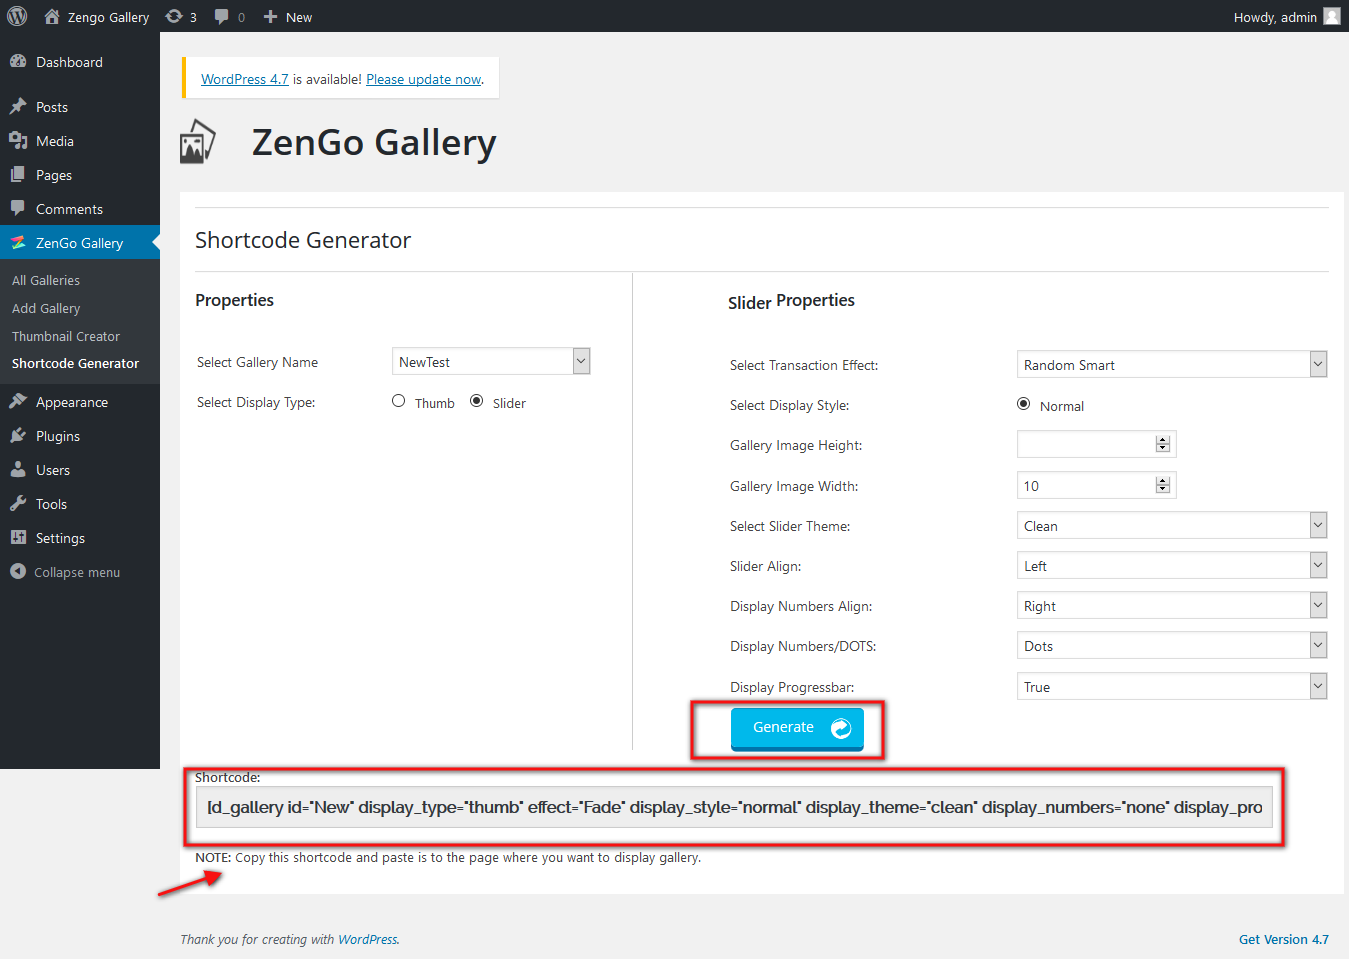 Zengo Gallery 3 0 New Howdy, admin
Dashboard
Posts
Media
Pages
Comments
ZenGo Gallery
All Galleries
Add Gallery
Thumbnail Creator
Shortcode Generator
Appearance
Plugins
Users
Tools
Settings
Collapse menu
WordPress 4.7 is available! Please update now.
ZenGo Gallery
Shortcode Generator
Properties
Select Gallery Name NewTest
Select Display Type: Thumb Slider
Slider Properties
Select Transaction Effect: Random Smart
Select Display Style: Normal
Gallery Image Height:
Gallery Image Width: 10
Select Slider Theme: Clean
Slider Align: Left
Display Numbers Align: Right
Display Numbers/DOTS: Dots
Display Progressbar: True
Generate
Shortcode:
[d_gallery id="New" display_type="thumb" effect="Fade" display_style="normal" display_theme="clean" display_numbers="none" display_pro
NOTE: Copy this shortcode and paste is to the page where you want to display gallery.
Thank you for creating with WordPress. Get Version 4.7